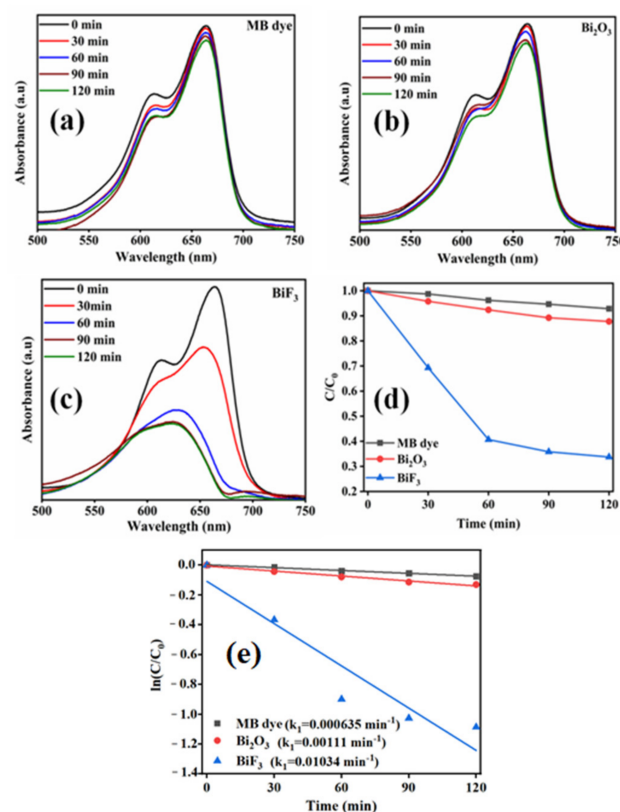 MB dye
0 min
30 min
60 min
90 min
120 min
(a)
Absorbance (a.u)
500 550 600 650 700 750
Wavelength (nm)
Bi₂O₃
0 min
30 min
60 min
90 min
120 min
(b)
Absorbance (a.u)
500 550 600 650 700 750
Wavelength (nm)
BiF₃
0 min
30min
60 min
90 min
120 min
(c)
Absorbance (a.u)
500 550 600 650 700 750
Wavelength (nm)
1.0
0.9
0.8
0.7
0.6
0.5
0.4
0.3
0.2
C/C₀
(d)
MB dye
Bi₂O₃
BiF₃
0 30 60 90 120
Time (min)
0.0
- 0.2
- 0.4
- 0.6
- 0.8
- 1.0
- 1.2
- 1.4
ln(C/C₀)
(e)
MB dye (k₁=0.000635 min⁻¹)
Bi₂O₃ (k₁=0.00111 min⁻¹)
BiF₃ (k₁=0.01034 min⁻¹)
0 30 60 90 120
Time (min)